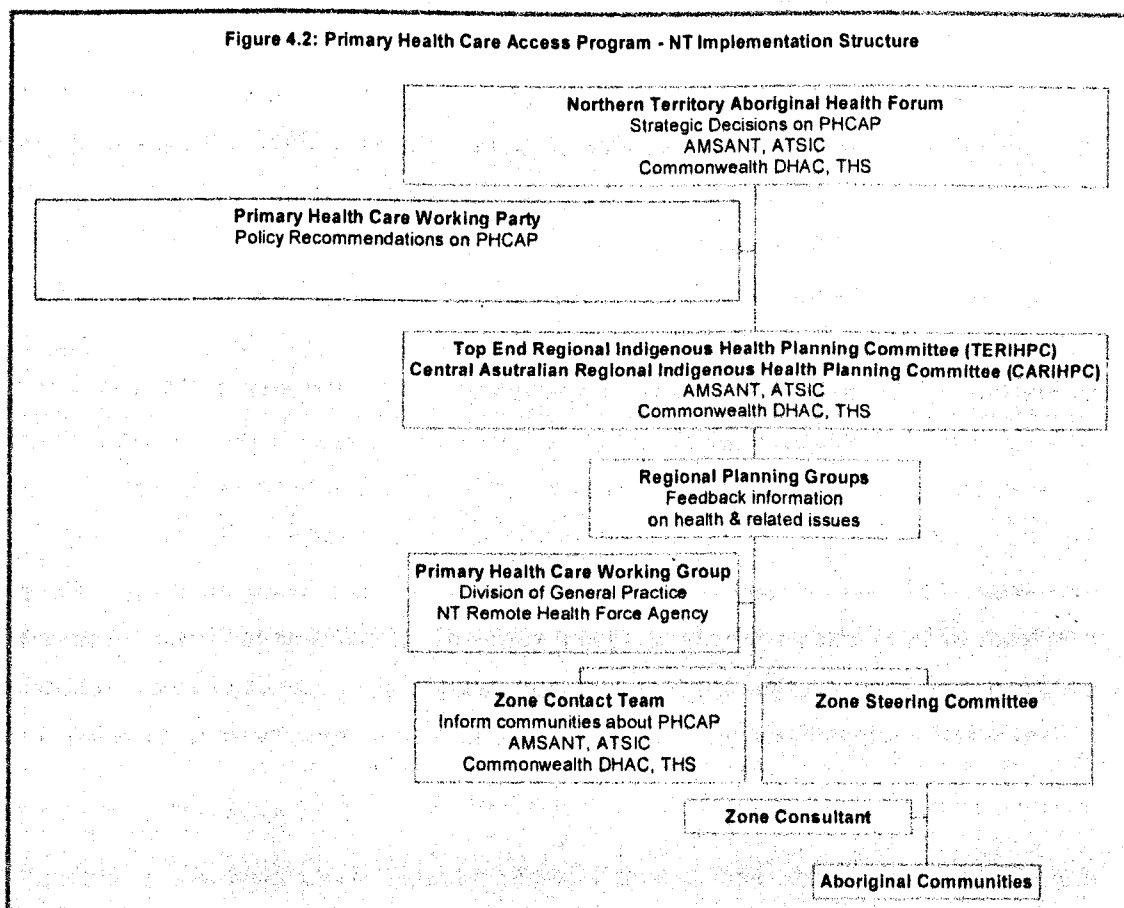 Figure 4.2: Primary Health Care Access Program - NT Implementation Structure
Northern Territory Aboriginal Health Forum
Strategic Decisions on PHCAP
AMSANT, ATSIC
Commonwealth DHAC, THS
Primary Health Care Working Party
Policy Recommendations on PHCAP
Top End Regional Indigenous Health Planning Committee (TERIHPC)
Central Asutralian Regional Indigenous Health Planning Committee (CARIHPC)
AMSANT, ATSIC
Commonwealth DHAC, THS
Regional Planning Groups
Feedback information
on health & related issues
Primary Health Care Working Group
Division of General Practice
NT Remote Health Force Agency
Zone Contact Team
Inform communities about PHCAP
AMSANT, ATSIC
Commonwealth DHAC, THS
Zone Steering Committee
Zone Consultant
Aboriginal Communities